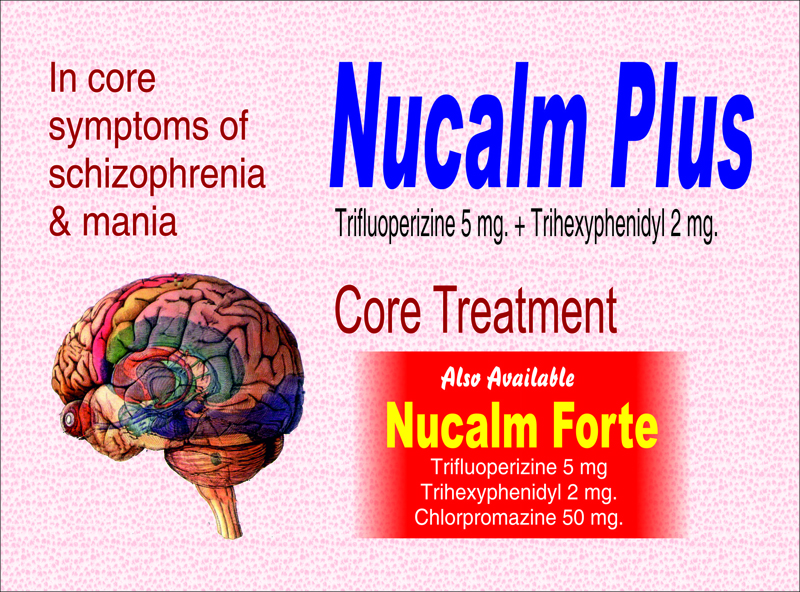 In core
symptoms of
schizophrenia
& mania
Nucalm Plus
Trifluoperizine 5 mg. + Trihexyphenidyl 2 mg.
Core Treatment
Also Available
Nucalm Forte
Trifluoperizine 5 mg
Trihexyphenidyl 2 mg.
Chlorpromazine 50 mg.